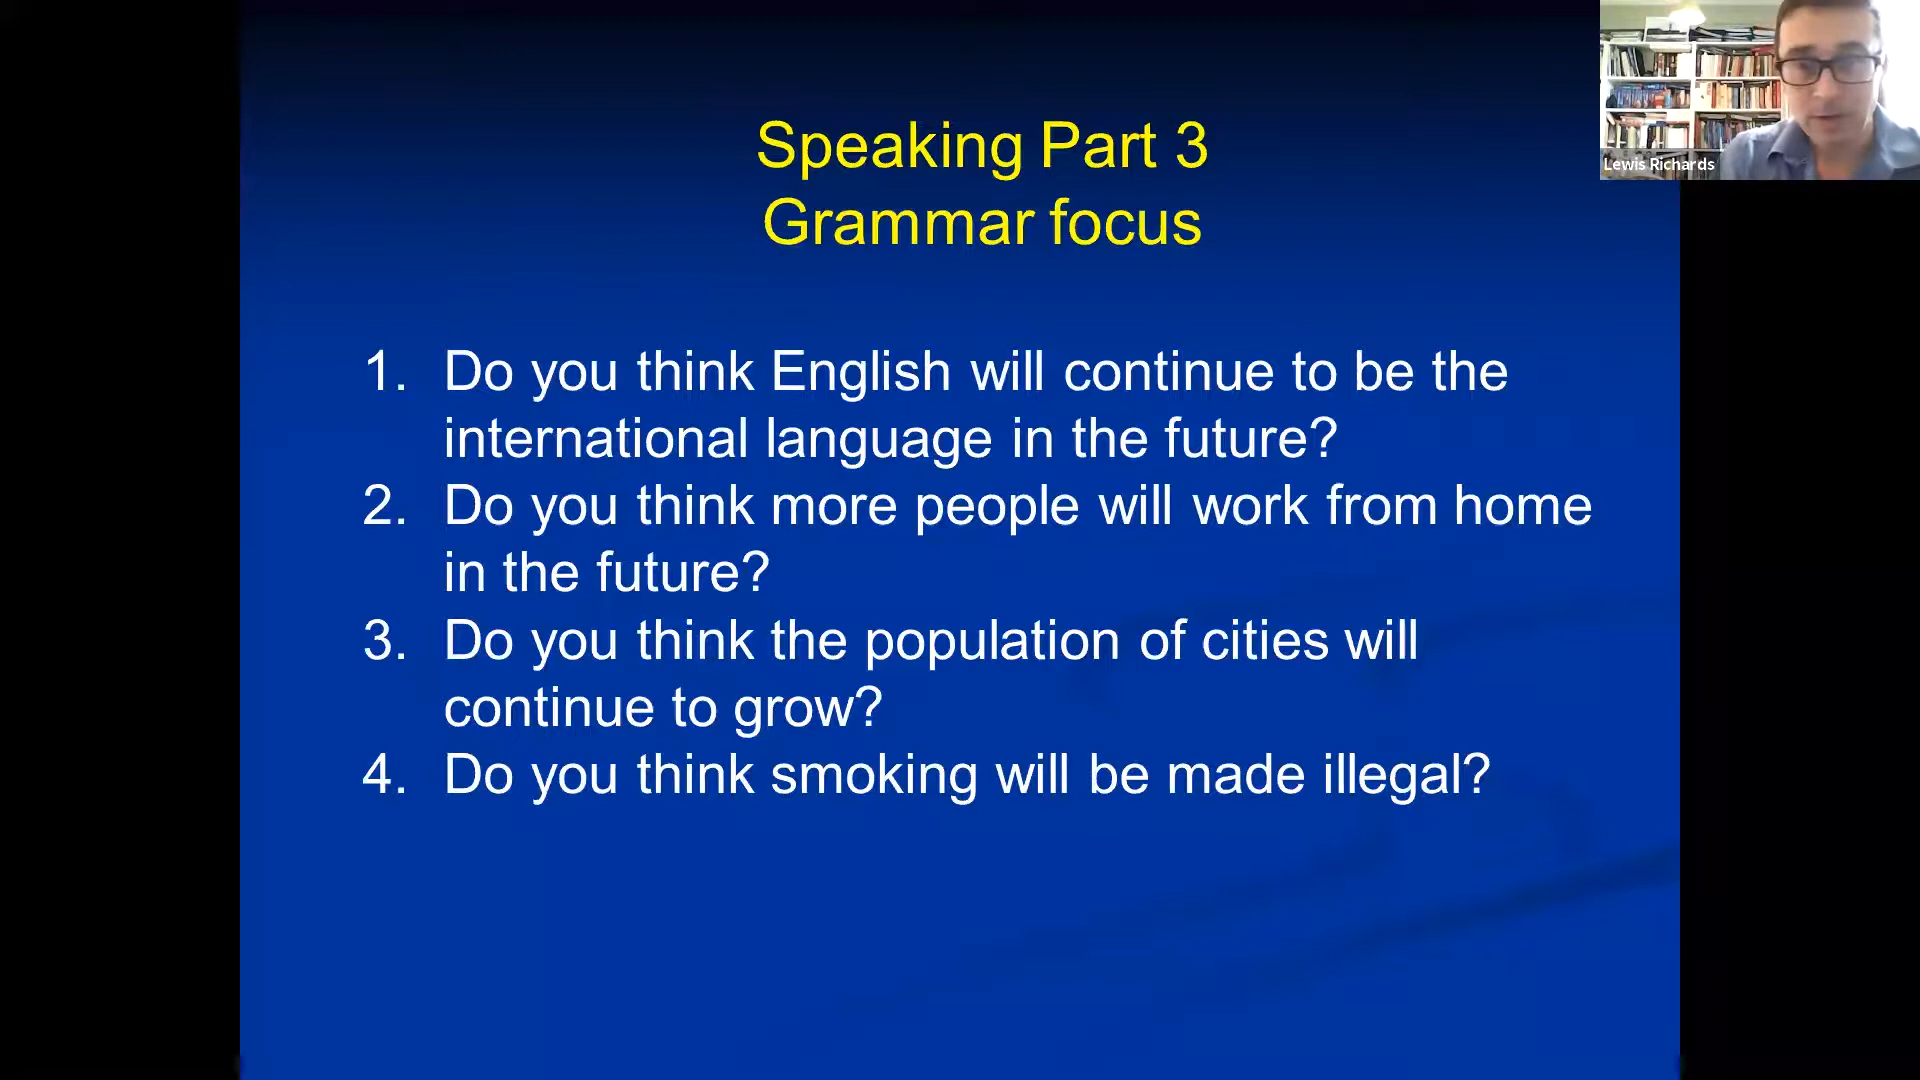 Speaking Part 3
Grammar focus
1. Do you think English will continue to be the
international language in the future?
2. Do you think more people will work from home
in the future?
3. Do you think the population of cities will
continue to grow?
4. Do you think smoking will be made illegal?
Lewis Richards